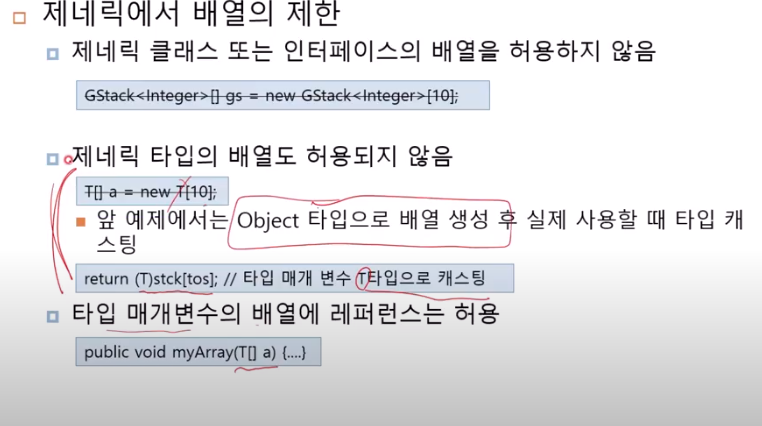 제네릭에서 배열의 제한
제네릭 클래스 또는 인터페이스의 배열을 허용하지 않음
GStack<Integer>[] gs = new GStack<Integer>[10];
제네릭 타입의 배열도 허용되지 않음
T[] a = new T[10];
앞 예제에서는 Object 타입으로 배열 생성 후 실제 사용할 때 타입 캐
스팅
return (T)stck[tos]; // 타입 매개 변수 T타입으로 캐스팅
타입 매개변수의 배열에 레퍼런스는 허용
public void myArray(T[] a) {....}